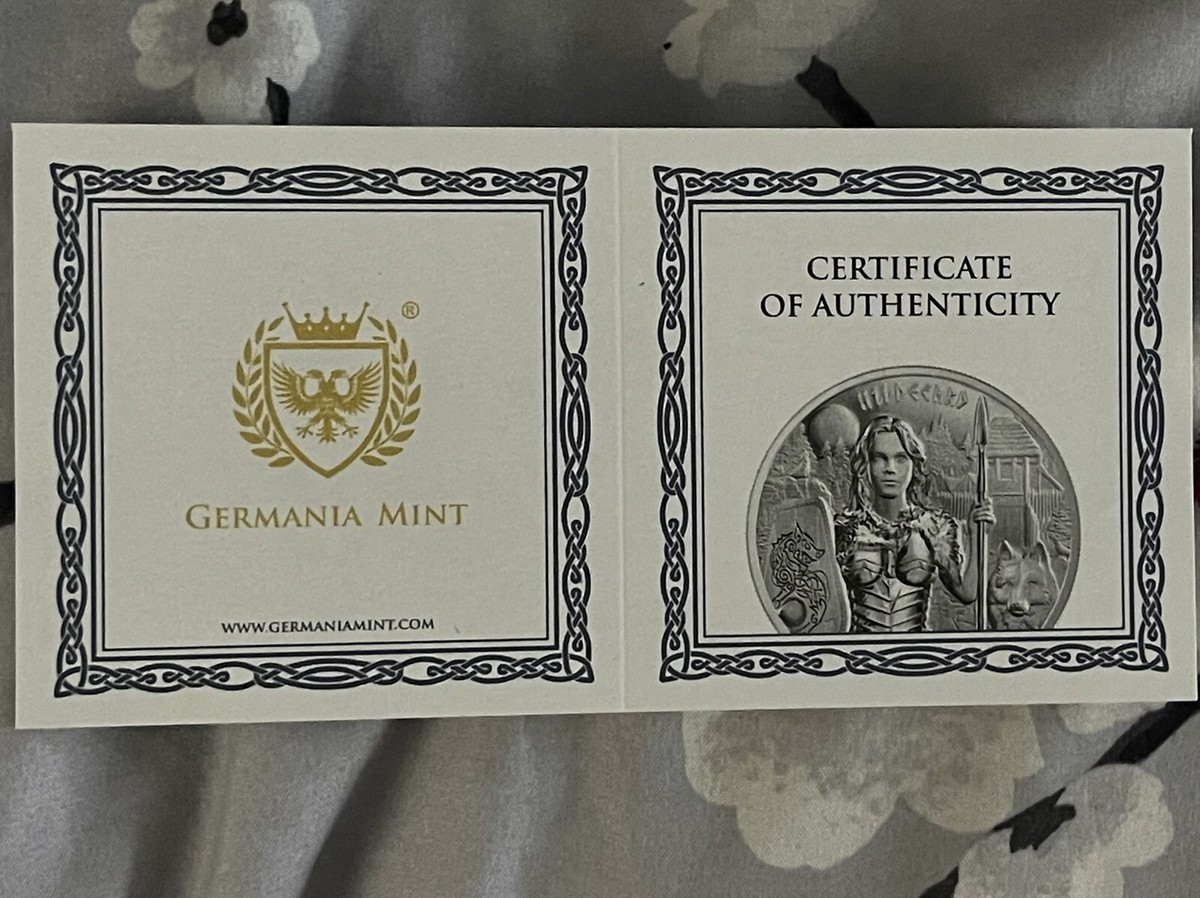 ®
GERMANIA MINT
WWW.GERMANIAMINT.COM
CERTIFICATE
OF AUTHENTICITY